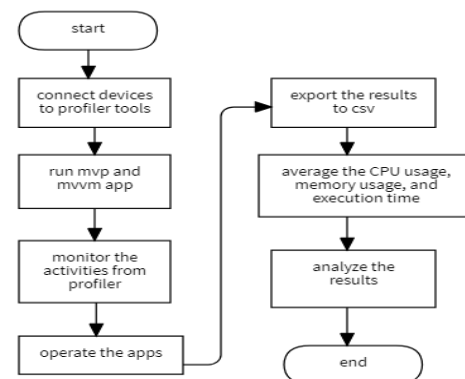 start
connect devices
to profiler tools
run mvp and
mvvm app
monitor the
activities from
profiler
operate the apps
export the results
to csv
average the CPU usage,
memory usage, and
execution time
analyze the
results
end